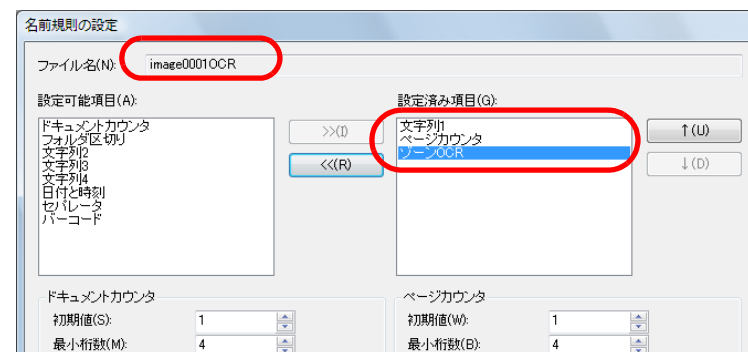 名前規則の設定
ファイル名(N): image0001OCR
設定可能項目(A): 設定済み項目(G):
ドキュメントカウンタ
フォルダ区切り
文字列2
文字列3
文字列4
日付と時刻
セパレータ
バーコード
>>(I)
<<(R)
文字列1
ページカウンタ
ゾーンOCR
↑(U)
↓(D)
ドキュメントカウンタ ページカウンタ
初期値(S): 1 初期値(W): 1
最小桁数(M): 4 最小桁数(B): 4